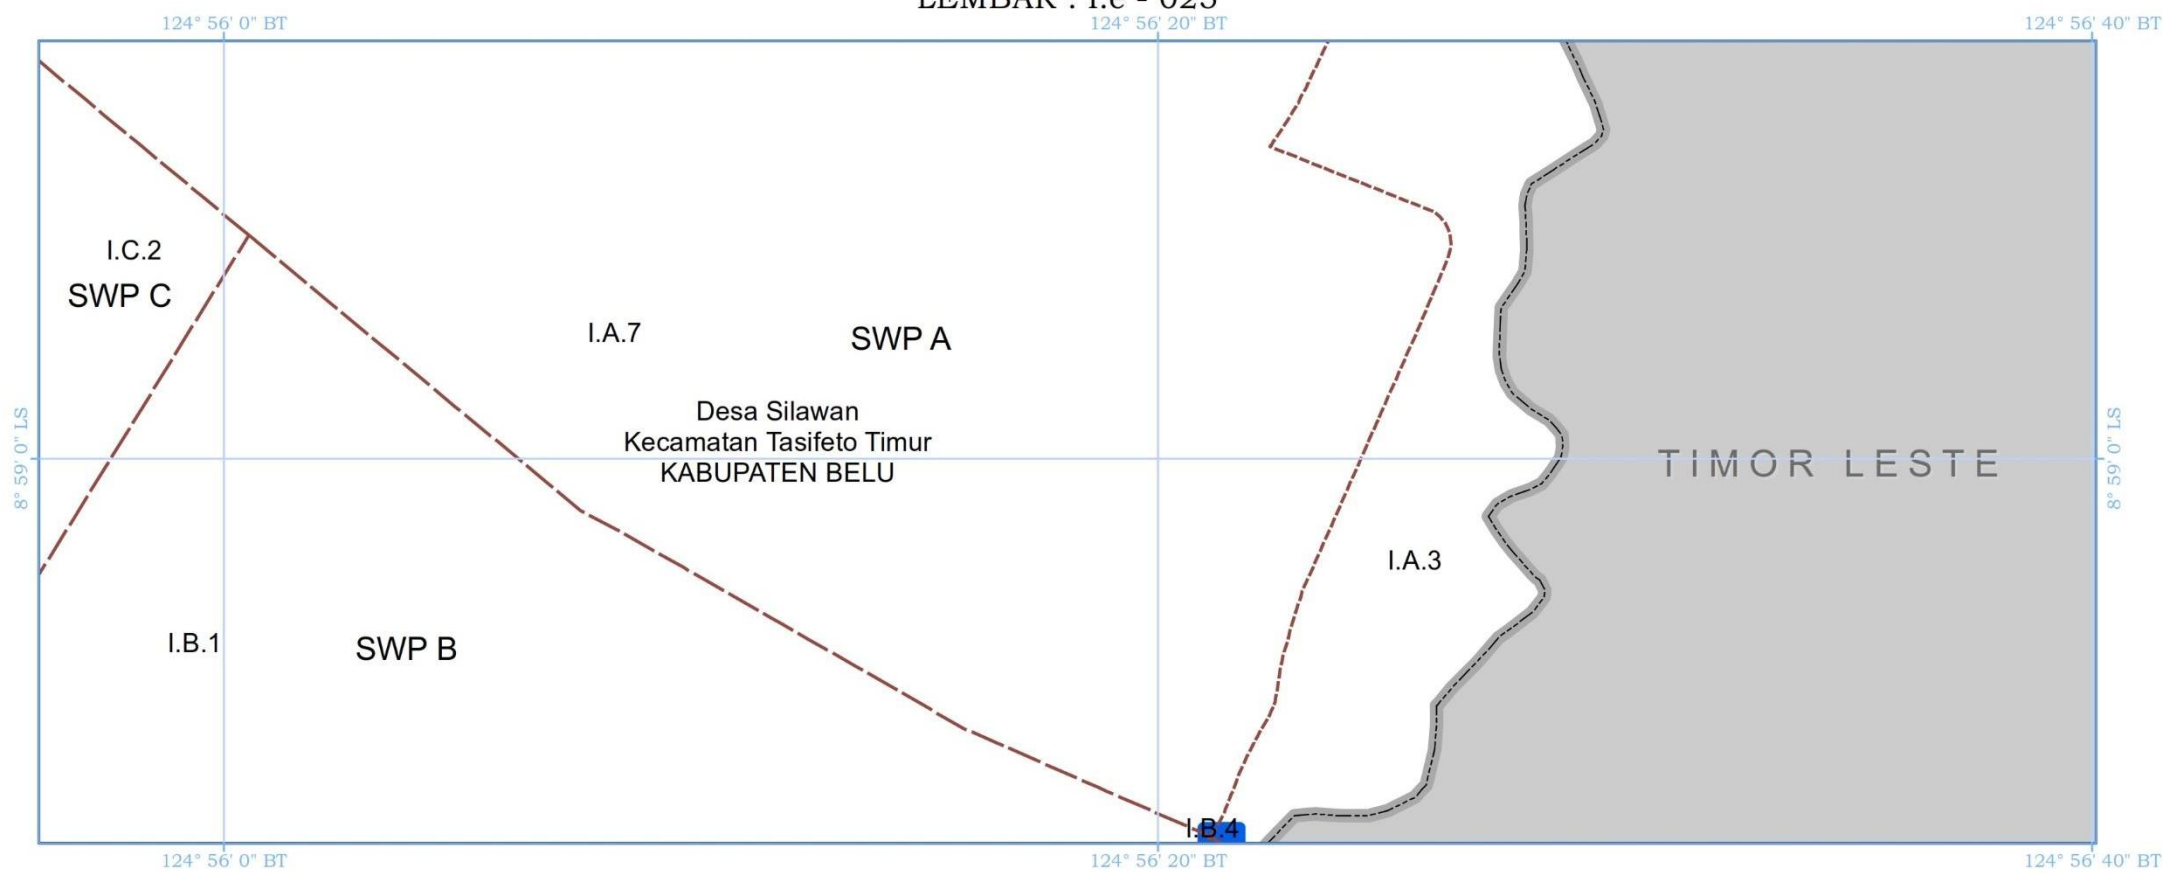 LEMBAR : I.c - 023
124° 56' 0" BT
124° 56' 20" BT
124° 56' 40" BT
I.C.2
SWP C
I.A.7
SWP A
Desa Silawan
Kecamatan Tasifeto Timur
KABUPATEN BELU
8° 59' 0" LS
TIMOR LESTE
8° 59' 0" LS
I.A.3
I.B.1
SWP B
I.B.4
124° 56' 0" BT
124° 56' 20" BT
124° 56' 40" BT